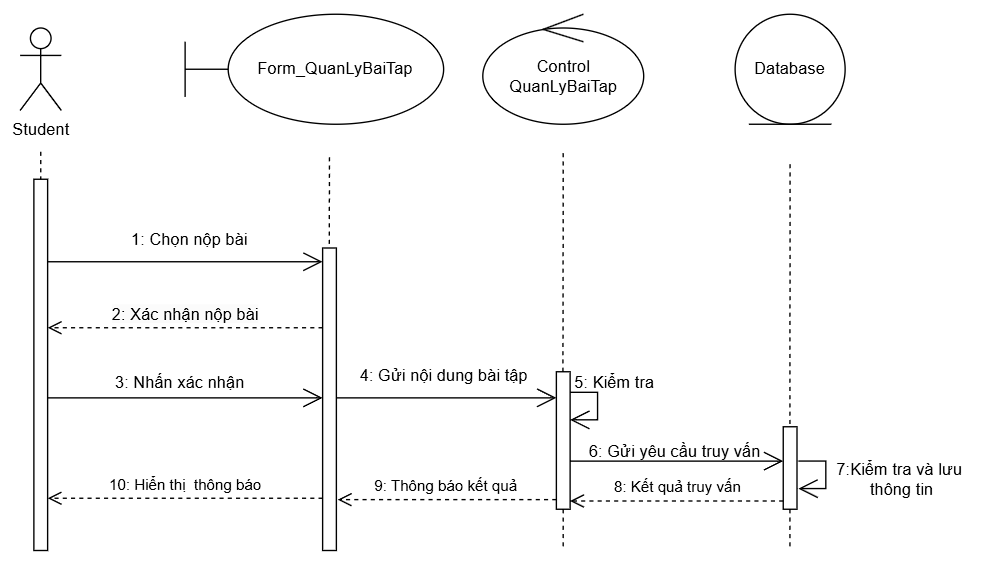 Form_QuanLyBaiTap
Control
QuanLyBaiTap
Database
Student
1: Chọn nộp bài
2: Xác nhận nộp bài
3: Nhấn xác nhận
4: Gửi nội dung bài tập
5: Kiểm tra
6: Gửi yêu cầu truy vấn
7:Kiểm tra và lưu
thông tin
8: Kết quả truy vấn
9: Thông báo kết quả
10: Hiển thị thông báo